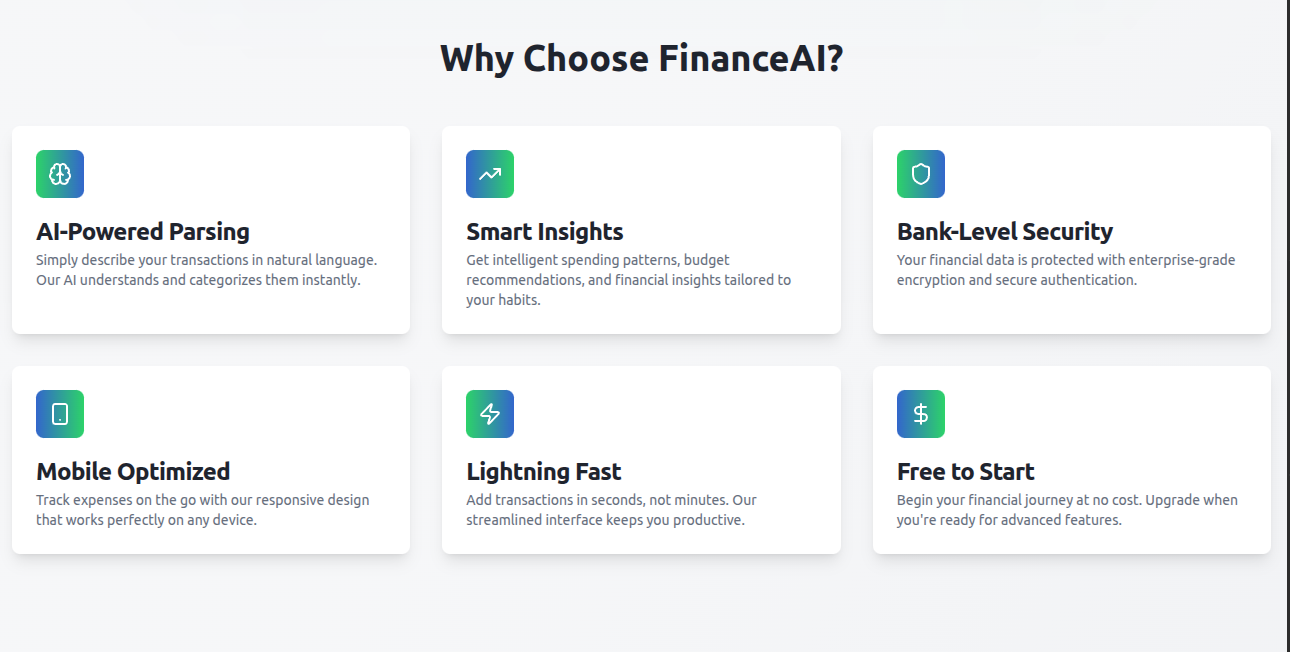 Why Choose FinanceAI?
AI-Powered Parsing
Simply describe your transactions in natural language.
Our AI understands and categorizes them instantly.
Smart Insights
Get intelligent spending patterns, budget
recommendations, and financial insights tailored to
your habits.
Bank-Level Security
Your financial data is protected with enterprise-grade
encryption and secure authentication.
Mobile Optimized
Track expenses on the go with our responsive design
that works perfectly on any device.
Lightning Fast
Add transactions in seconds, not minutes. Our
streamlined interface keeps you productive.
Free to Start
Begin your financial journey at no cost. Upgrade when
you're ready for advanced features.